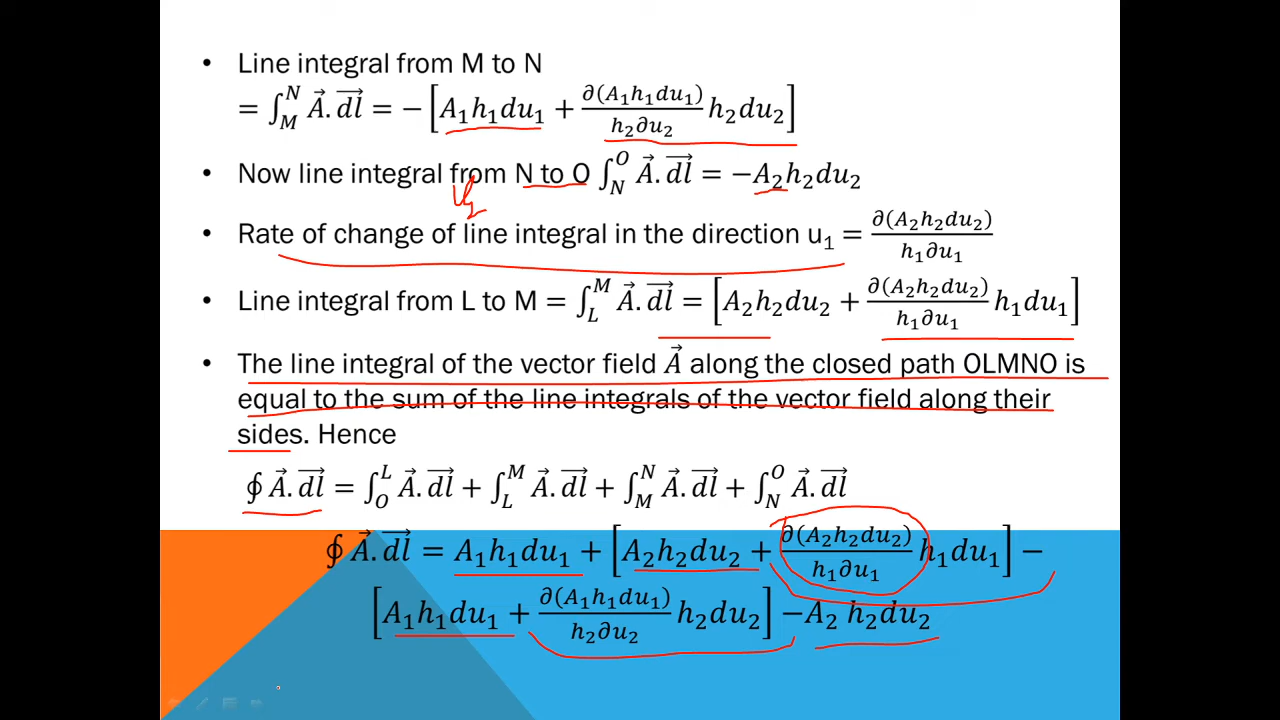 • Line integral from M to N
= ∫_M^N A⃗. dl⃗ = −[A₁h₁du₁ + ∂(A₁h₁du₁)/h₂∂u₂ h₂du₂]
• Now line integral from N to O ∫_N^O A⃗. dl⃗ = −A₂h₂du₂
• Rate of change of line integral in the direction u₁ = ∂(A₂h₂du₂)/h₁∂u₁
• Line integral from L to M = ∫_L^M A⃗. dl⃗ = [A₂h₂du₂ + ∂(A₂h₂du₂)/h₁∂u₁ h₁du₁]
• The line integral of the vector field A⃗ along the closed path OLMNO is
equal to the sum of the line integrals of the vector field along their
sides. Hence
∮ A⃗. dl⃗ = ∫_O^L A⃗. dl⃗ + ∫_L^M A⃗. dl⃗ + ∫_M^N A⃗. dl⃗ + ∫_N^O A⃗. dl⃗
∮ A⃗. dl⃗ = A₁h₁du₁ + [A₂h₂du₂ + ∂(A₂h₂du₂)/h₁∂u₁ h₁du₁] −
[A₁h₁du₁ + ∂(A₁h₁du₁)/h₂∂u₂ h₂du₂] −A₂ h₂du₂